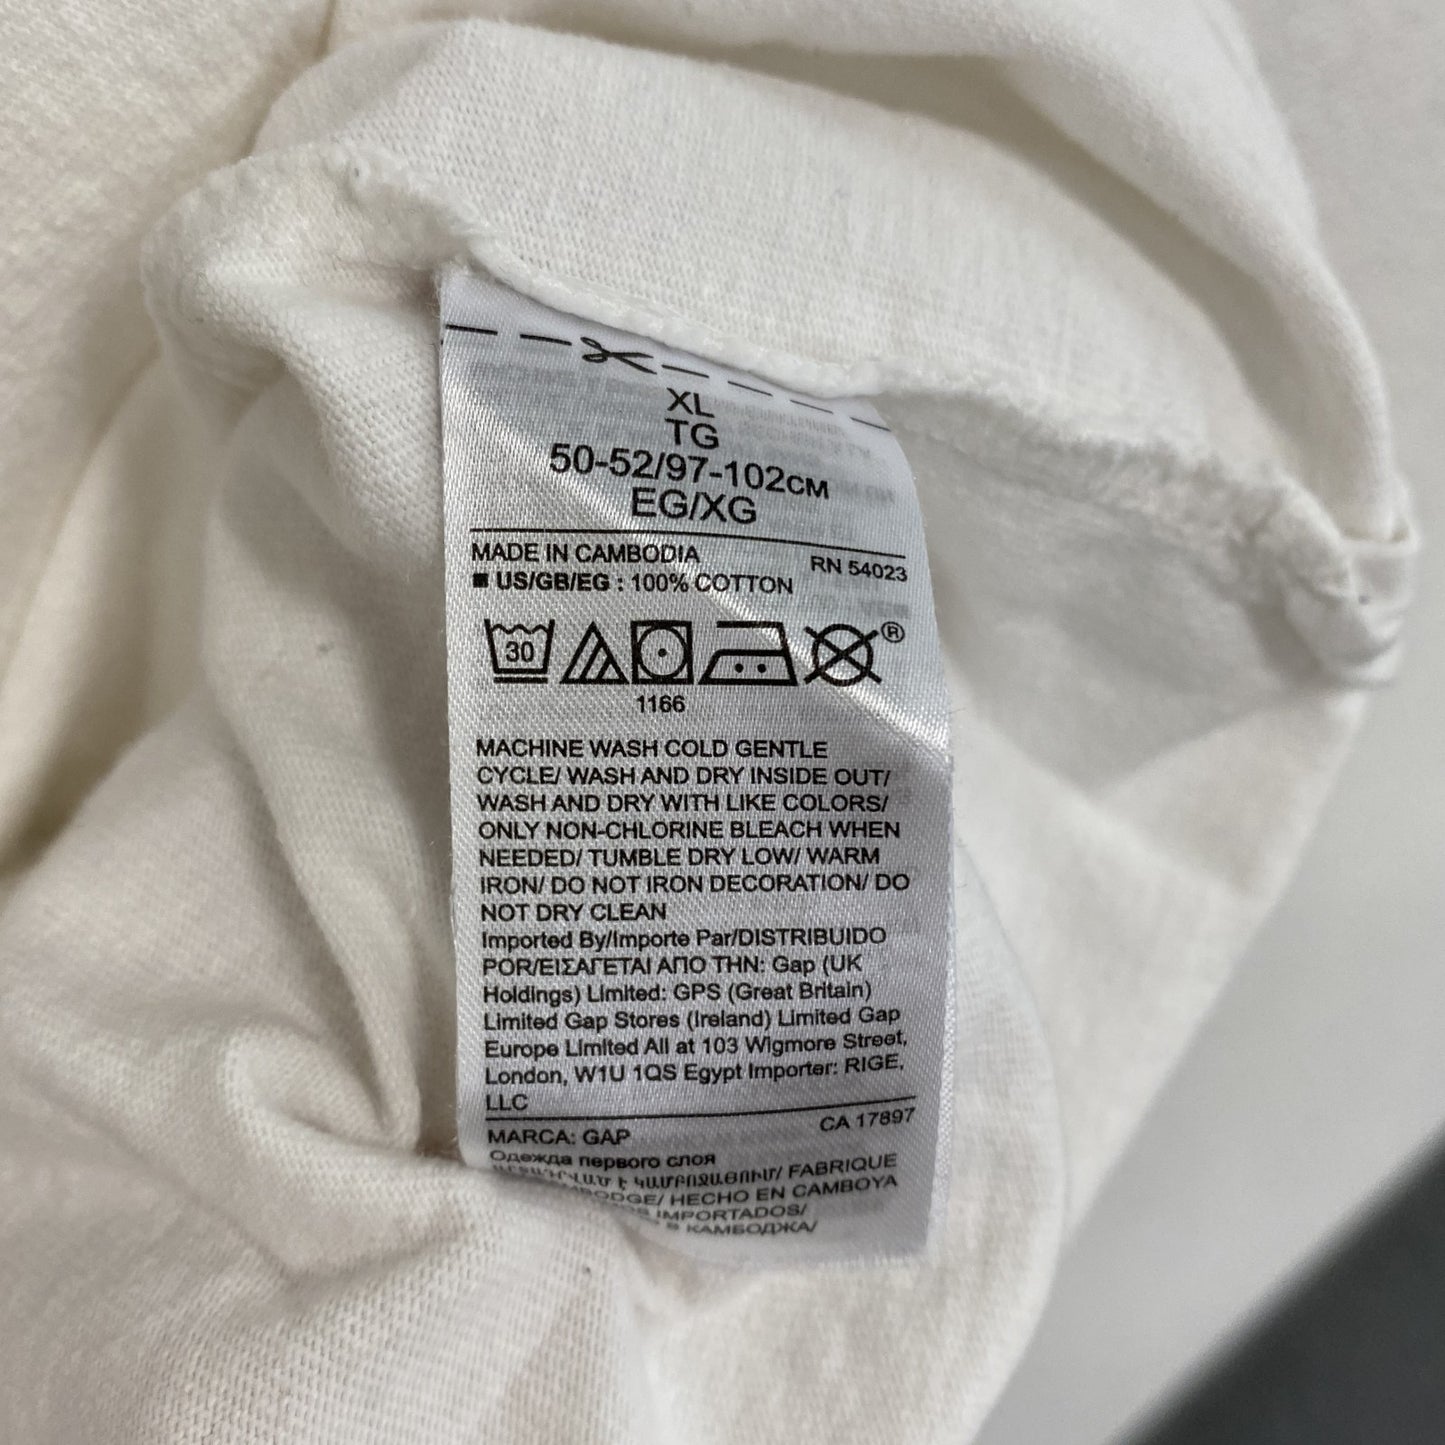 XL
TG
50-52/97-102см
EG/XG
MADE IN CAMBODIA RN 54023
■ US/GB/EG : 100% COTTON
30 ®
1166
MACHINE WASH COLD GENTLE
CYCLE/ WASH AND DRY INSIDE OUT/
WASH AND DRY WITH LIKE COLORS/
ONLY NON-CHLORINE BLEACH WHEN
NEEDED/ TUMBLE DRY LOW/ WARM
IRON/ DO NOT IRON DECORATION/ DO
NOT DRY CLEAN
Imported By/Importe Par/DISTRIBUIDO
POR/ΕΙΣΑΓΕΤΑΙ ΑΠΟ ΤΗΝ: Gap (UK
Holdings) Limited: GPS (Great Britain)
Limited Gap Stores (Ireland) Limited Gap
Europe Limited All at 103 Wigmore Street,
London, W1U 1QS Egypt Importer: RIGE,
LLC
MARCA: GAP CA 17897
Одежда первого слоя
ԱՐՏԱԴՐՎԱԾ Է ԿԱՄԲՈՋԱՅՈՒՄ/ FABRIQUE
HECHO EN CAMBOYA
IMPORTADOS/
В КАМБОДЖА/